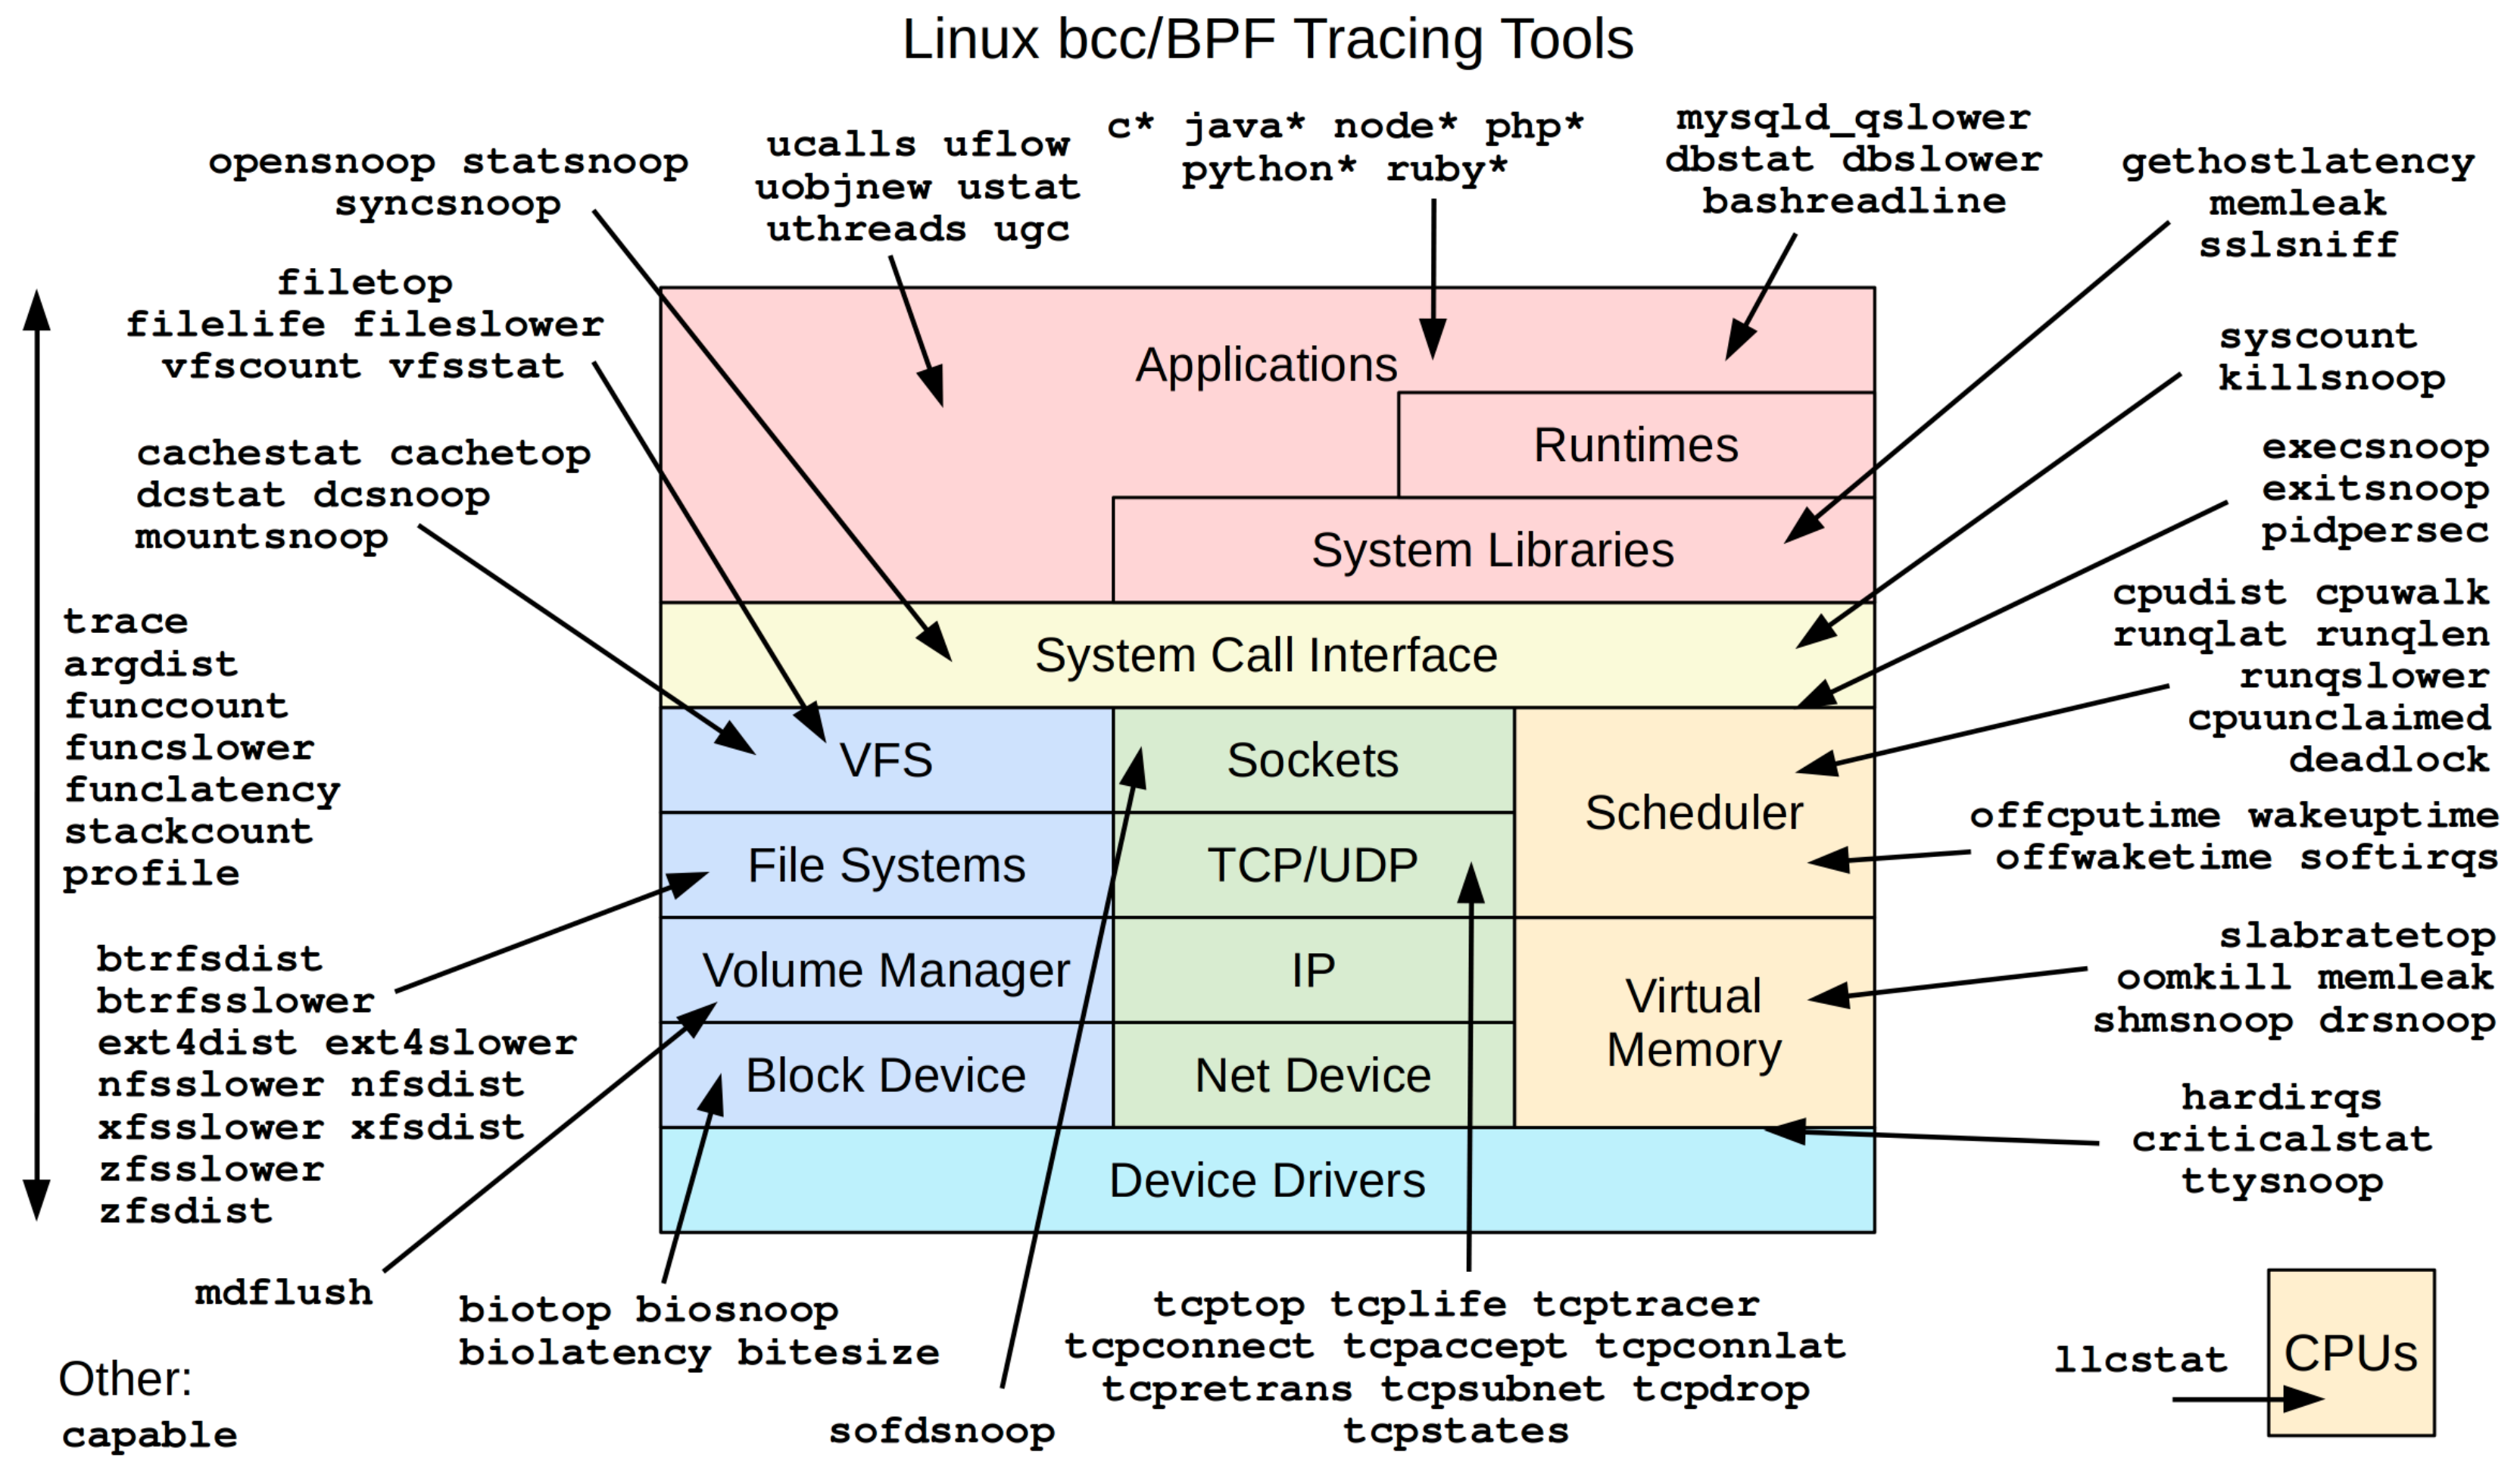 Linux bcc/BPF Tracing Tools
opensnoop statsnoop
syncsnoop
ucalls uflow
uobjnew ustat
uthreads ugc
c* java* node* php*
python* ruby*
mysqld_qslower
dbstat dbslower
bashreadline
gethostlatency
memleak
sslsniff
filetop
filelife fileslower
vfscount vfsstat
syscount
killsnoop
cachestat cachetop
dcstat dcsnoop
mountsnoop
execsnoop
exitsnoop
pidpersec
trace
argdist
funccount
funcslower
funclatency
stackcount
profile
cpudist cpuwalk
runqlat runqlen
runqslower
cpuunclaimed
deadlock
offcputime wakeuptime
offwaketime softirqs
btrfsdist
btrfsslower
ext4dist ext4slower
nfsslower nfsdist
xfsslower xfsdist
zfsslower
zfsdist
slabratetop
oomkill memleak
shmsnoop drsnoop
hardirqs
criticalstat
ttysnoop
Applications
Runtimes
System Libraries
System Call Interface
VFS
Sockets
Scheduler
File Systems
TCP/UDP
Volume Manager
IP
Virtual
Memory
Block Device
Net Device
Device Drivers
mdflush
biotop biosnoop
biolatency bitesize
sofdsnoop
tcptop tcplife tcptracer
tcpconnect tcpaccept tcpconnlat
tcpretrans tcpsubnet tcpdrop
tcpstates
llcstat
CPUs
Other:
capable